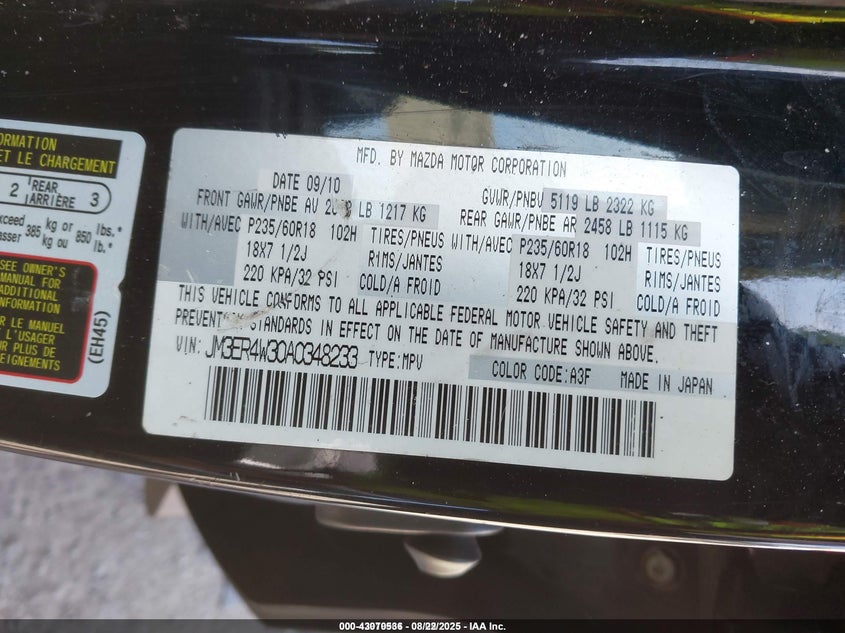 ORMATION
ET LE CHARGEMENT
2 REAR ARRIÈRE 3
xceed 385 kg or 850 lbs.*
asser kg ou lb.*
SEE OWNER'S
MANUAL FOR
ADDITIONAL
INFORMATION
R LE MANUEL
L'USAGER
R PLUS DE
EIGNEMENTS
(EH45)
MFD. BY MAZDA MOTOR CORPORATION
DATE 09/10 GVWR/PNBV 5119 LB 2322 KG
FRONT GAWR/PNBE AV LB 1217 KG REAR GAWR/PNBE AR 2458 LB 1115 KG
WITH/AVEC P235/60R18 102H TIRES/PNEUS WITH/AVEC P235/60R18 102H TIRES/PNEUS
18X7 1/2J RIMS/JANTES 18X7 1/2J RIMS/JANTES
220 KPA/32 PSI COLD/A FROID 220 KPA/32 PSI COLD/A FROID
THIS VEHICLE CONFORMS TO ALL APPLICABLE FEDERAL MOTOR VEHICLE SAFETY AND THEFT
PREVENT STANDARDS IN EFFECT ON THE DATE OF MANUFACTURE SHOWN ABOVE.
VIN: JM3ER4W30A0348233 TYPE:MPV COLOR CODE:A3F MADE IN JAPAN
08/22/2025 - IAA Inc.